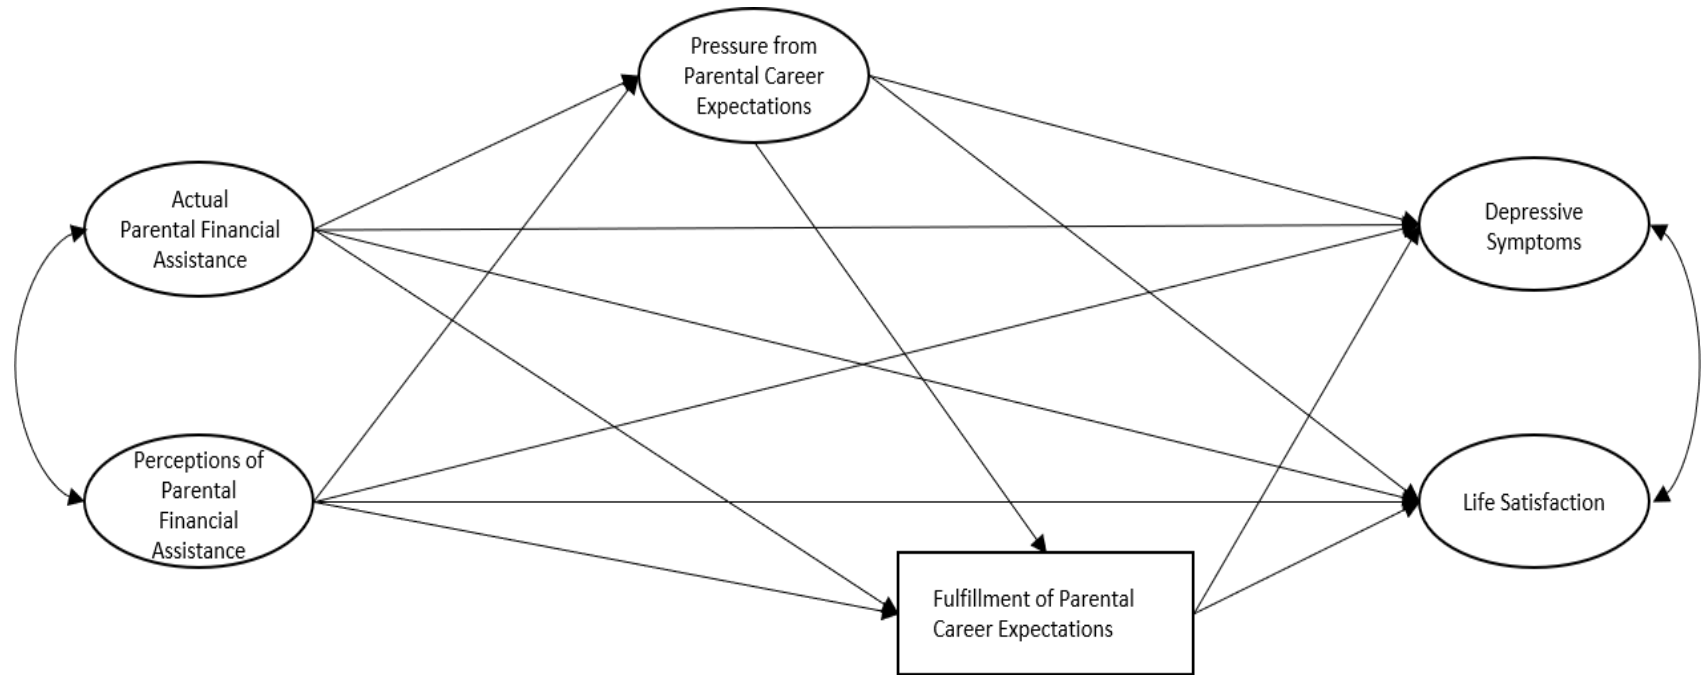 Pressure from
Parental Career
Expectations
Actual
Parental Financial
Assistance
Depressive
Symptoms
Perceptions of
Parental
Financial
Assistance
Life Satisfaction
Fulfillment of Parental
Career Expectations